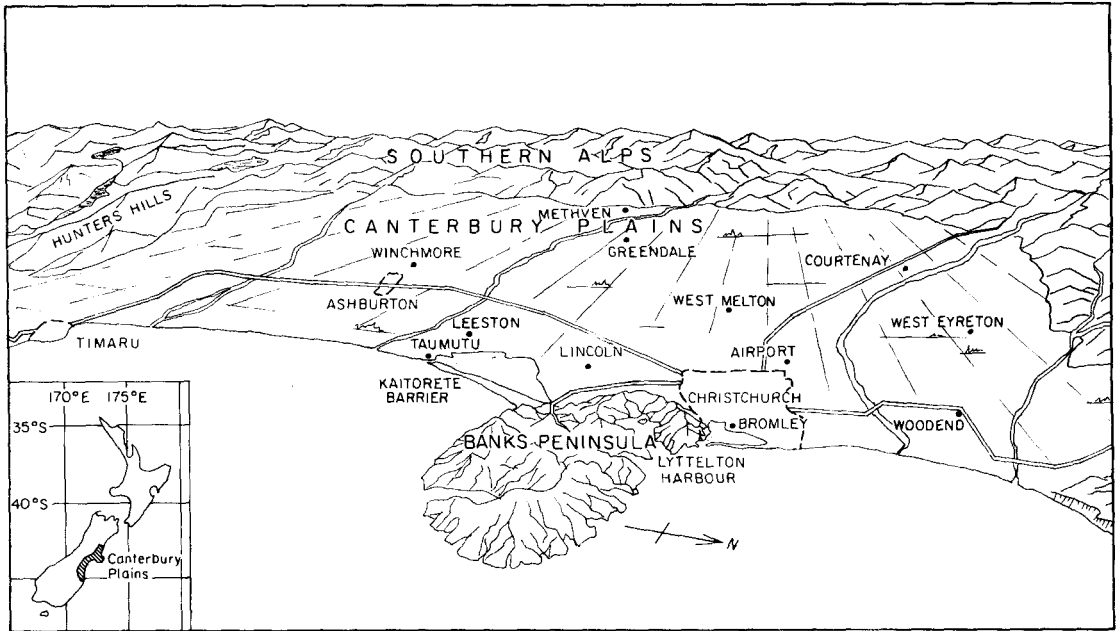 SOUTHERN ALPS
HUNTERS HILLS
METHVEN
CANTERBURY PLAINS
WINCHMORE
GREENDALE
COURTENAY
ASHBURTON
WEST MELTON
LEESTON
WEST EYRETON
TIMARU
TAUMUTU
LINCOLN
AIRPORT
KAITORETE
BARRIER
CHRISTCHURCH
BROMLEY
WOODEND
BANKS PENINSULA
LYTTELTON
HARBOUR
N
170°E 175°E
35°S
40°S
Canterbury
Plains